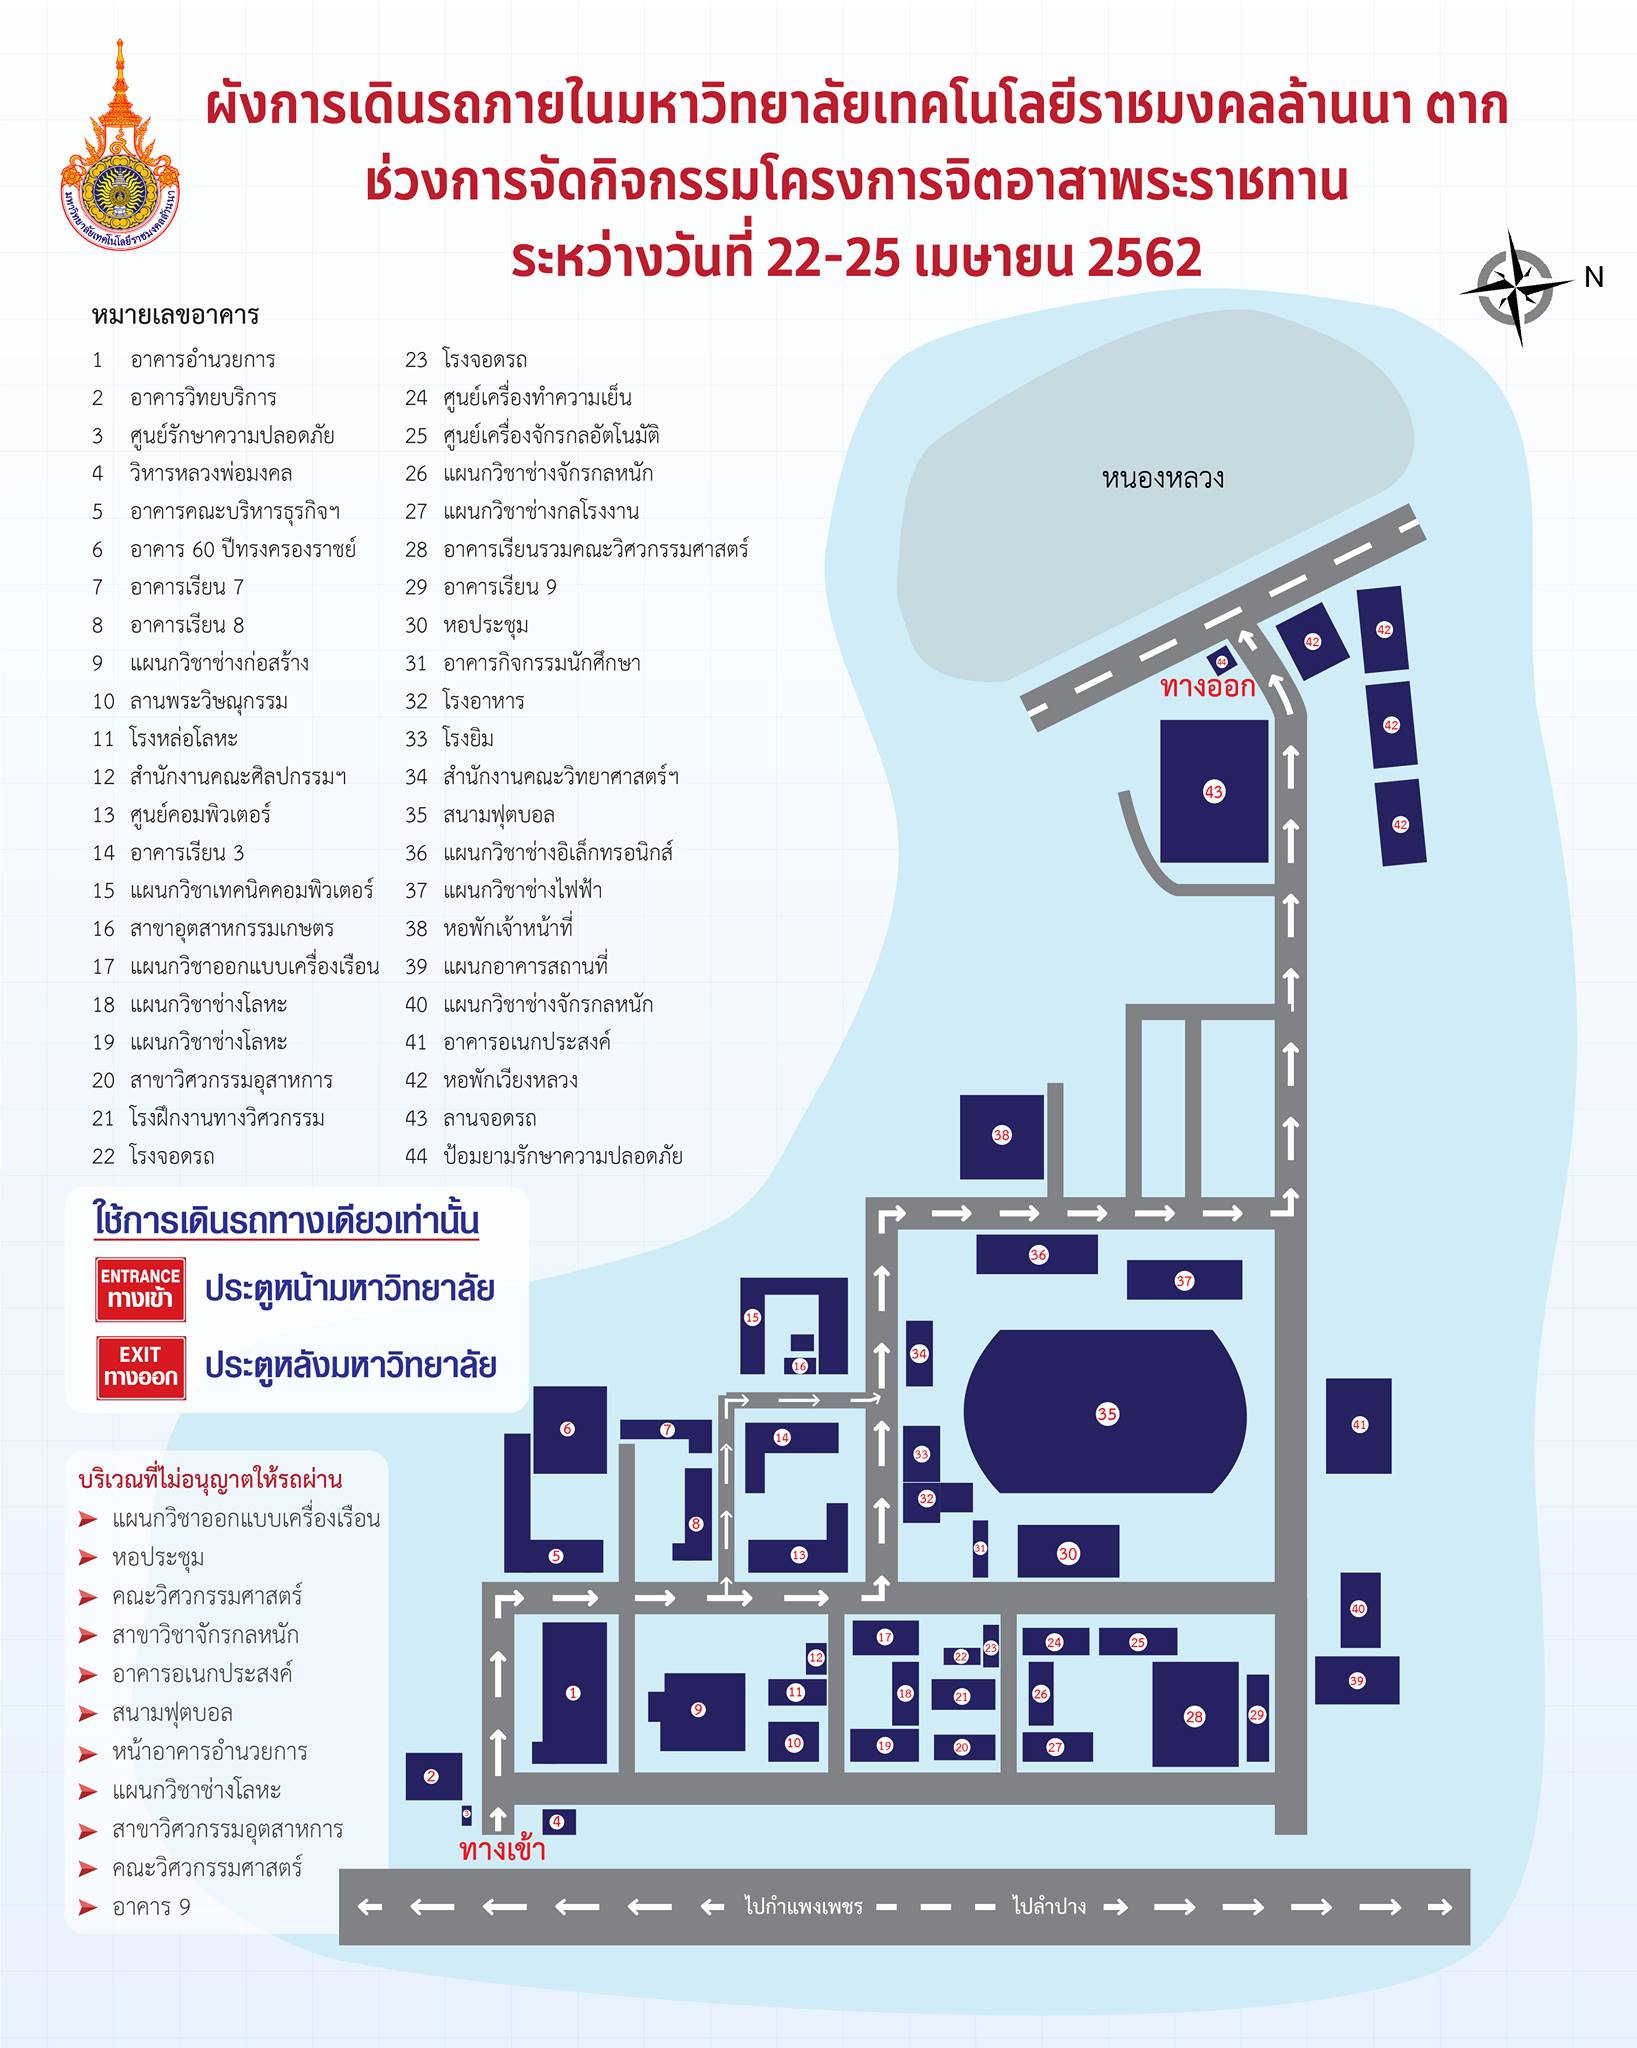 ผังการเดินรถภายในมหาวิทยาลัยเทคโนโลยีราชมงคลล้านนา ตาก
ช่วงการจัดกิจกรรมโครงการจิตอาสาพระราชทาน
ระหว่างวันที่ 22-25 เมษายน 2562
มหาวิทยาลัยเทคโนโลยีราชมงคลล้านนา
N
หมายเลขอาคาร
1 อาคารอำนวยการ
2 อาคารวิทยบริการ
3 ศูนย์รักษาความปลอดภัย
4 วิหารหลวงพ่อมงคล
5 อาคารคณะบริหารธุรกิจฯ
6 อาคาร 60 ปีทรงครองราชย์
7 อาคารเรียน 7
8 อาคารเรียน 8
9 แผนกวิชาช่างก่อสร้าง
10 ลานพระวิษณุกรรม
11 โรงหล่อโลหะ
12 สำนักงานคณะศิลปกรรมฯ
13 ศูนย์คอมพิวเตอร์
14 อาคารเรียน 3
15 แผนกวิชาเทคนิคคอมพิวเตอร์
16 สาขาอุตสาหกรรมเกษตร
17 แผนกวิชาออกแบบเครื่องเรือน
18 แผนกวิชาช่างโลหะ
19 แผนกวิชาช่างโลหะ
20 สาขาวิศวกรรมอุสาหการ
21 โรงฝึกงานทางวิศวกรรม
22 โรงจอดรถ
23 โรงจอดรถ
24 ศูนย์เครื่องทำความเย็น
25 ศูนย์เครื่องจักรกลอัตโนมัติ
26 แผนกวิชาช่างจักรกลหนัก
27 แผนกวิชาช่างกลโรงงาน
28 อาคารเรียนรวมคณะวิศวกรรมศาสตร์
29 อาคารเรียน 9
30 หอประชุม
31 อาคารกิจกรรมนักศึกษา
32 โรงอาหาร
33 โรงยิม
34 สำนักงานคณะวิทยาศาสตร์ฯ
35 สนามฟุตบอล
36 แผนกวิชาช่างอิเล็กทรอนิกส์
37 แผนกวิชาช่างไฟฟ้า
38 หอพักเจ้าหน้าที่
39 แผนกอาคารสถานที่
40 แผนกวิชาช่างจักรกลหนัก
41 อาคารอเนกประสงค์
42 หอพักเวียงหลวง
43 ลานจอดรถ
44 ป้อมยามรักษาความปลอดภัย
ใช้การเดินรถทางเดียวเท่านั้น
ENTRANCE
ทางเข้า
ประตูหน้ามหาวิทยาลัย
EXIT
ทางออก
ประตูหลังมหาวิทยาลัย
บริเวณที่ไม่อนุญาตให้รถผ่าน
แผนกวิชาออกแบบเครื่องเรือน
หอประชุม
คณะวิศวกรรมศาสตร์
สาขาวิชาจักรกลหนัก
อาคารอเนกประสงค์
สนามฟุตบอล
หน้าอาคารอำนวยการ
แผนกวิชาช่างโลหะ
สาขาวิศวกรรมอุตสาหการ
คณะวิศวกรรมศาสตร์
อาคาร 9
หนองหลวง
42
42
44
ทางออก
42
43
42
38
36
37
15
34
16
35
6
7
14
41
33
32
8
5
13
31
30
40
17
24
25
23
12
22
39
1
11
18
21
26
9
28
29
10
19
20
27
2
3
4
ทางเข้า
ไปกำแพงเพชร
ไปลำปาง